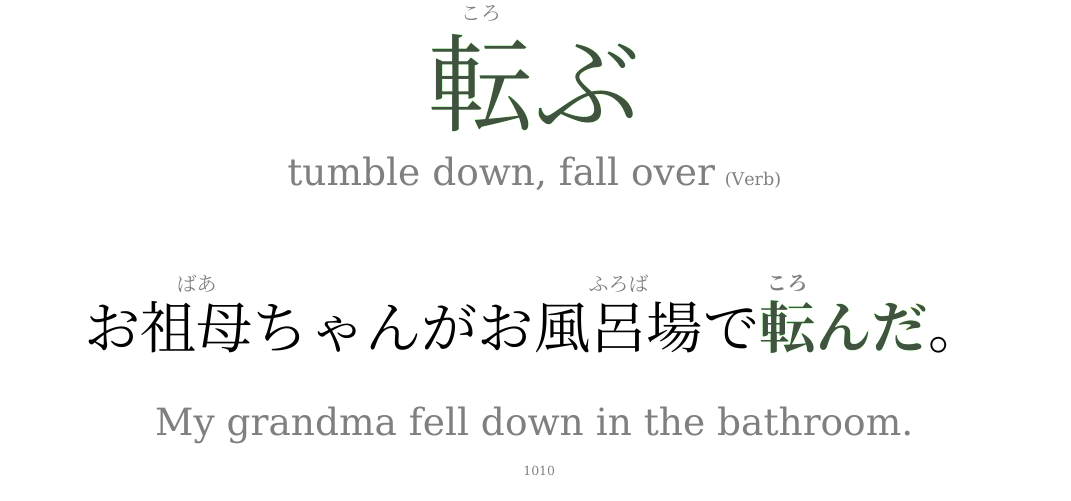 ころ
転ぶ
tumble down, fall over (Verb)
ばあ ふろば ころ
お祖母ちゃんがお風呂場で転んだ。
My grandma fell down in the bathroom.
1010